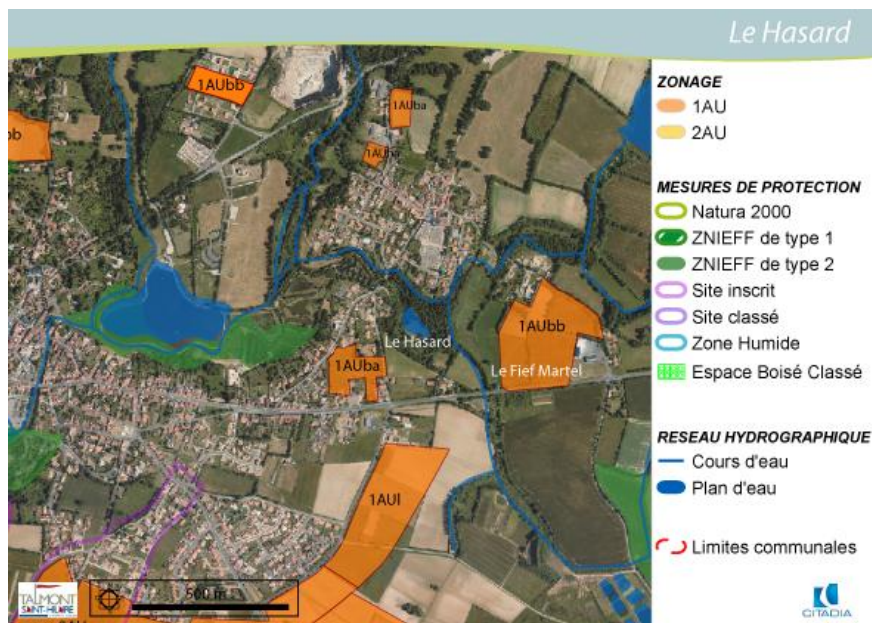 Le Hasard
1AUbb
1AUba
1AUba
bb
Le Hasard
1AUbb
1AUba
Le Fief Martel
1AUl
500 m
TALMONT
SAINT-HILAIRE
ZONAGE
1AU
2AU
MESURES DE PROTECTION
Natura 2000
ZNIEFF de type 1
ZNIEFF de type 2
Site inscrit
Site classé
Zone Humide
Espace Boisé Classé
RESEAU HYDROGRAPHIQUE
Cours d'eau
Plan d'eau
Limites communales
CITADIA